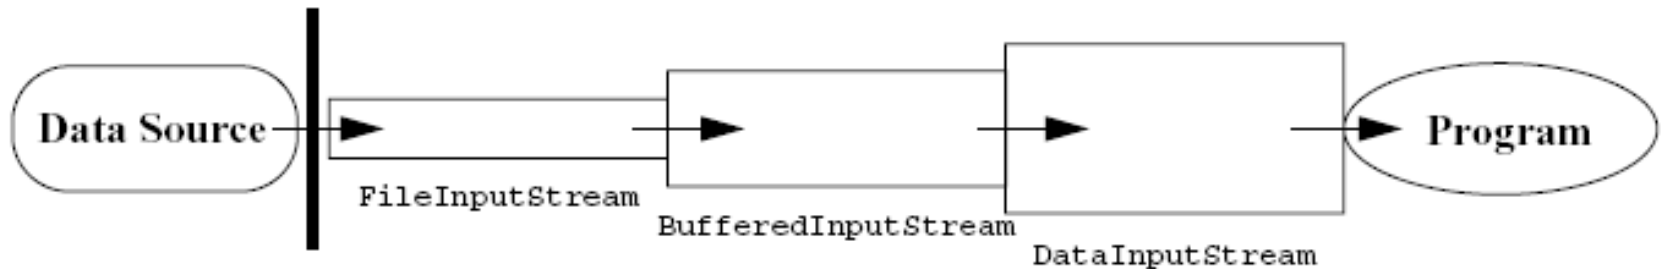 Data Source
Program
FileInputStream
BufferedInputStream
DataInputStream